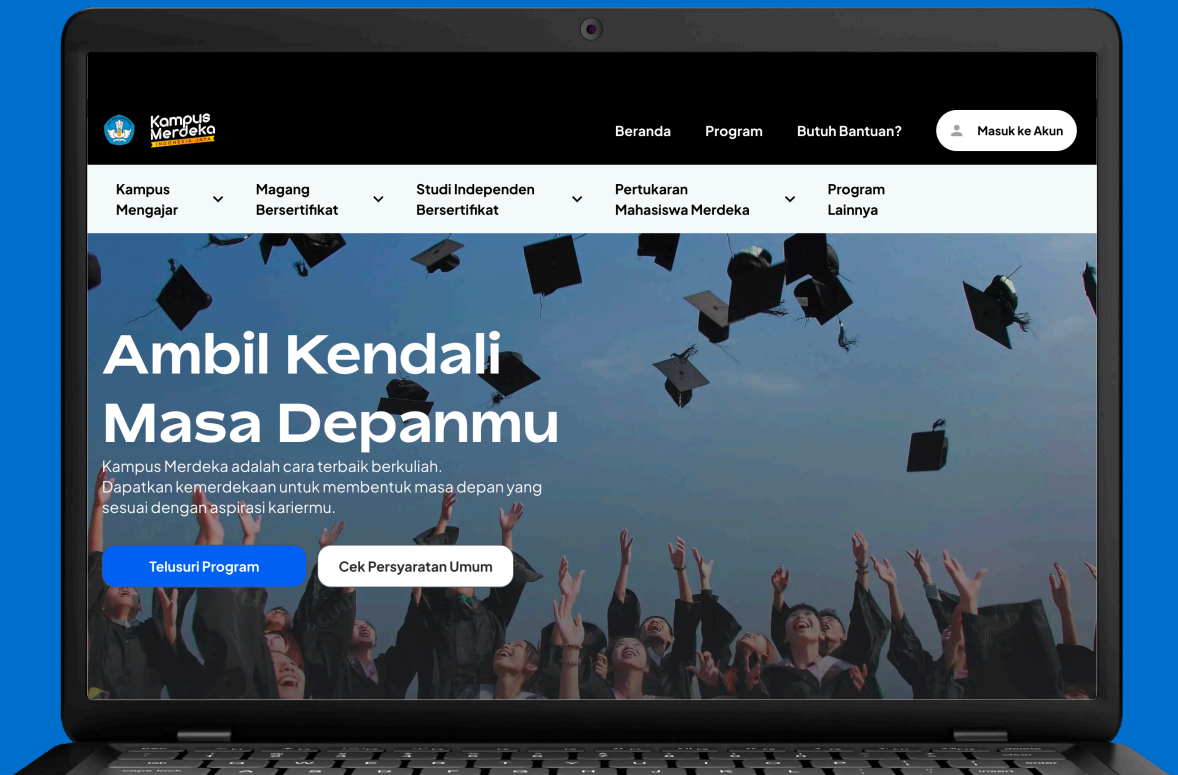 Kampus
Merdeka
INDONESIA JAYA
Beranda
Program
Butuh Bantuan?
Masuk ke Akun
Kampus
Mengajar
Magang
Bersertifikat
Studi Independen
Bersertifikat
Pertukaran
Mahasiswa Merdeka
Program
Lainnya
Ambil Kendali
Masa Depanmu
Kampus Merdeka adalah cara terbaik berkuliah.
Dapatkan kemerdekaan untuk membentuk masa depan yang
sesuai dengan aspirasi kariermu.
Telusuri Program
Cek Persyaratan Umum